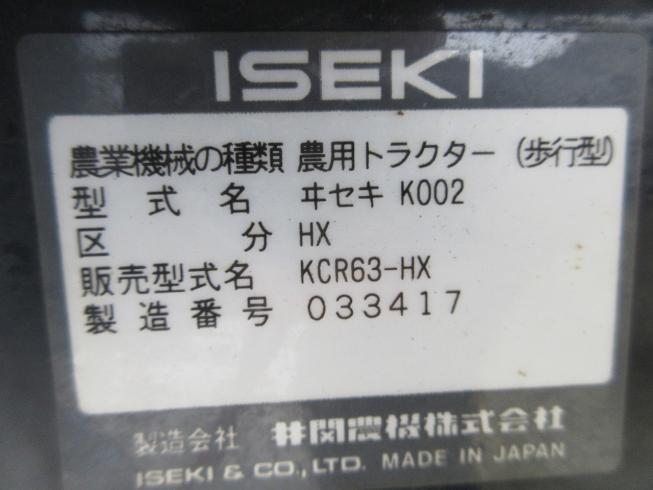 ISEKI
農業機械の種類 農用トラクター (歩行型)
型式名 ヰセキ K002
区分 HX
販売型式名 KCR63-HX
製造番号 033417
製造会社 井関農機株式会社
ISEKI & CO., LTD. MADE IN JAPAN